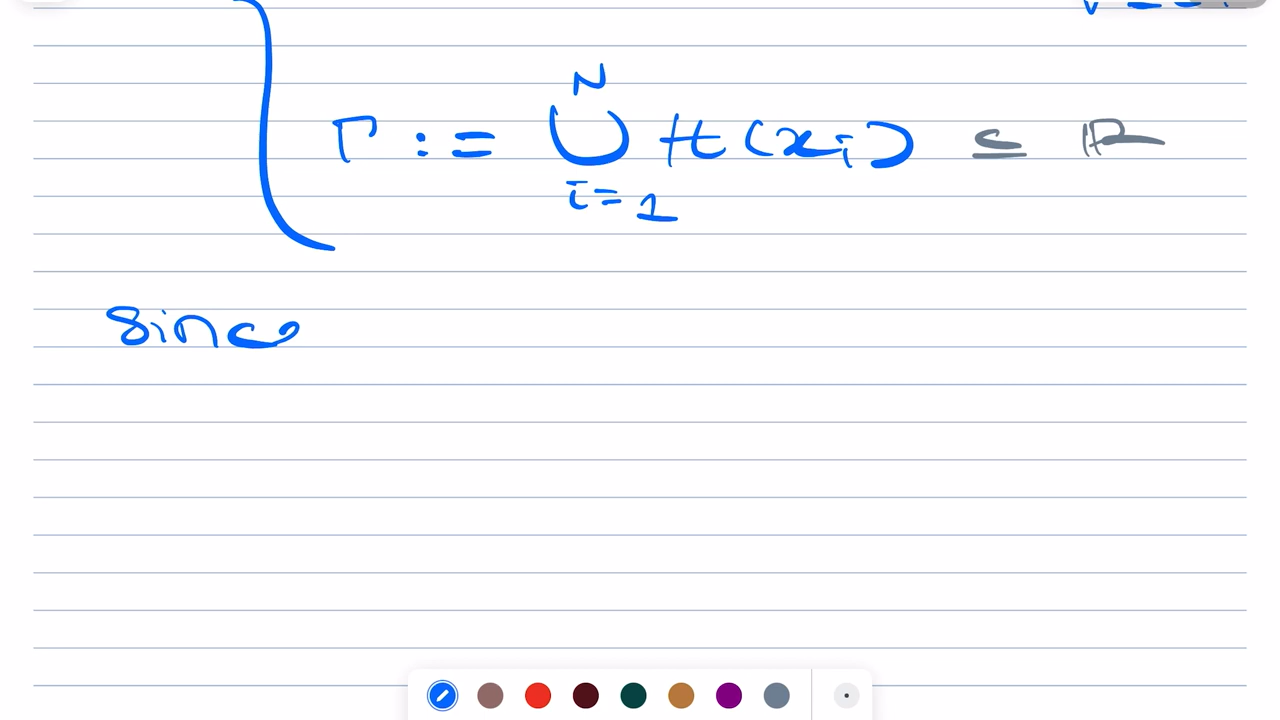 Γ := ⋃_{i=1}^{N} H(x_i) ⊆ ℝ
since